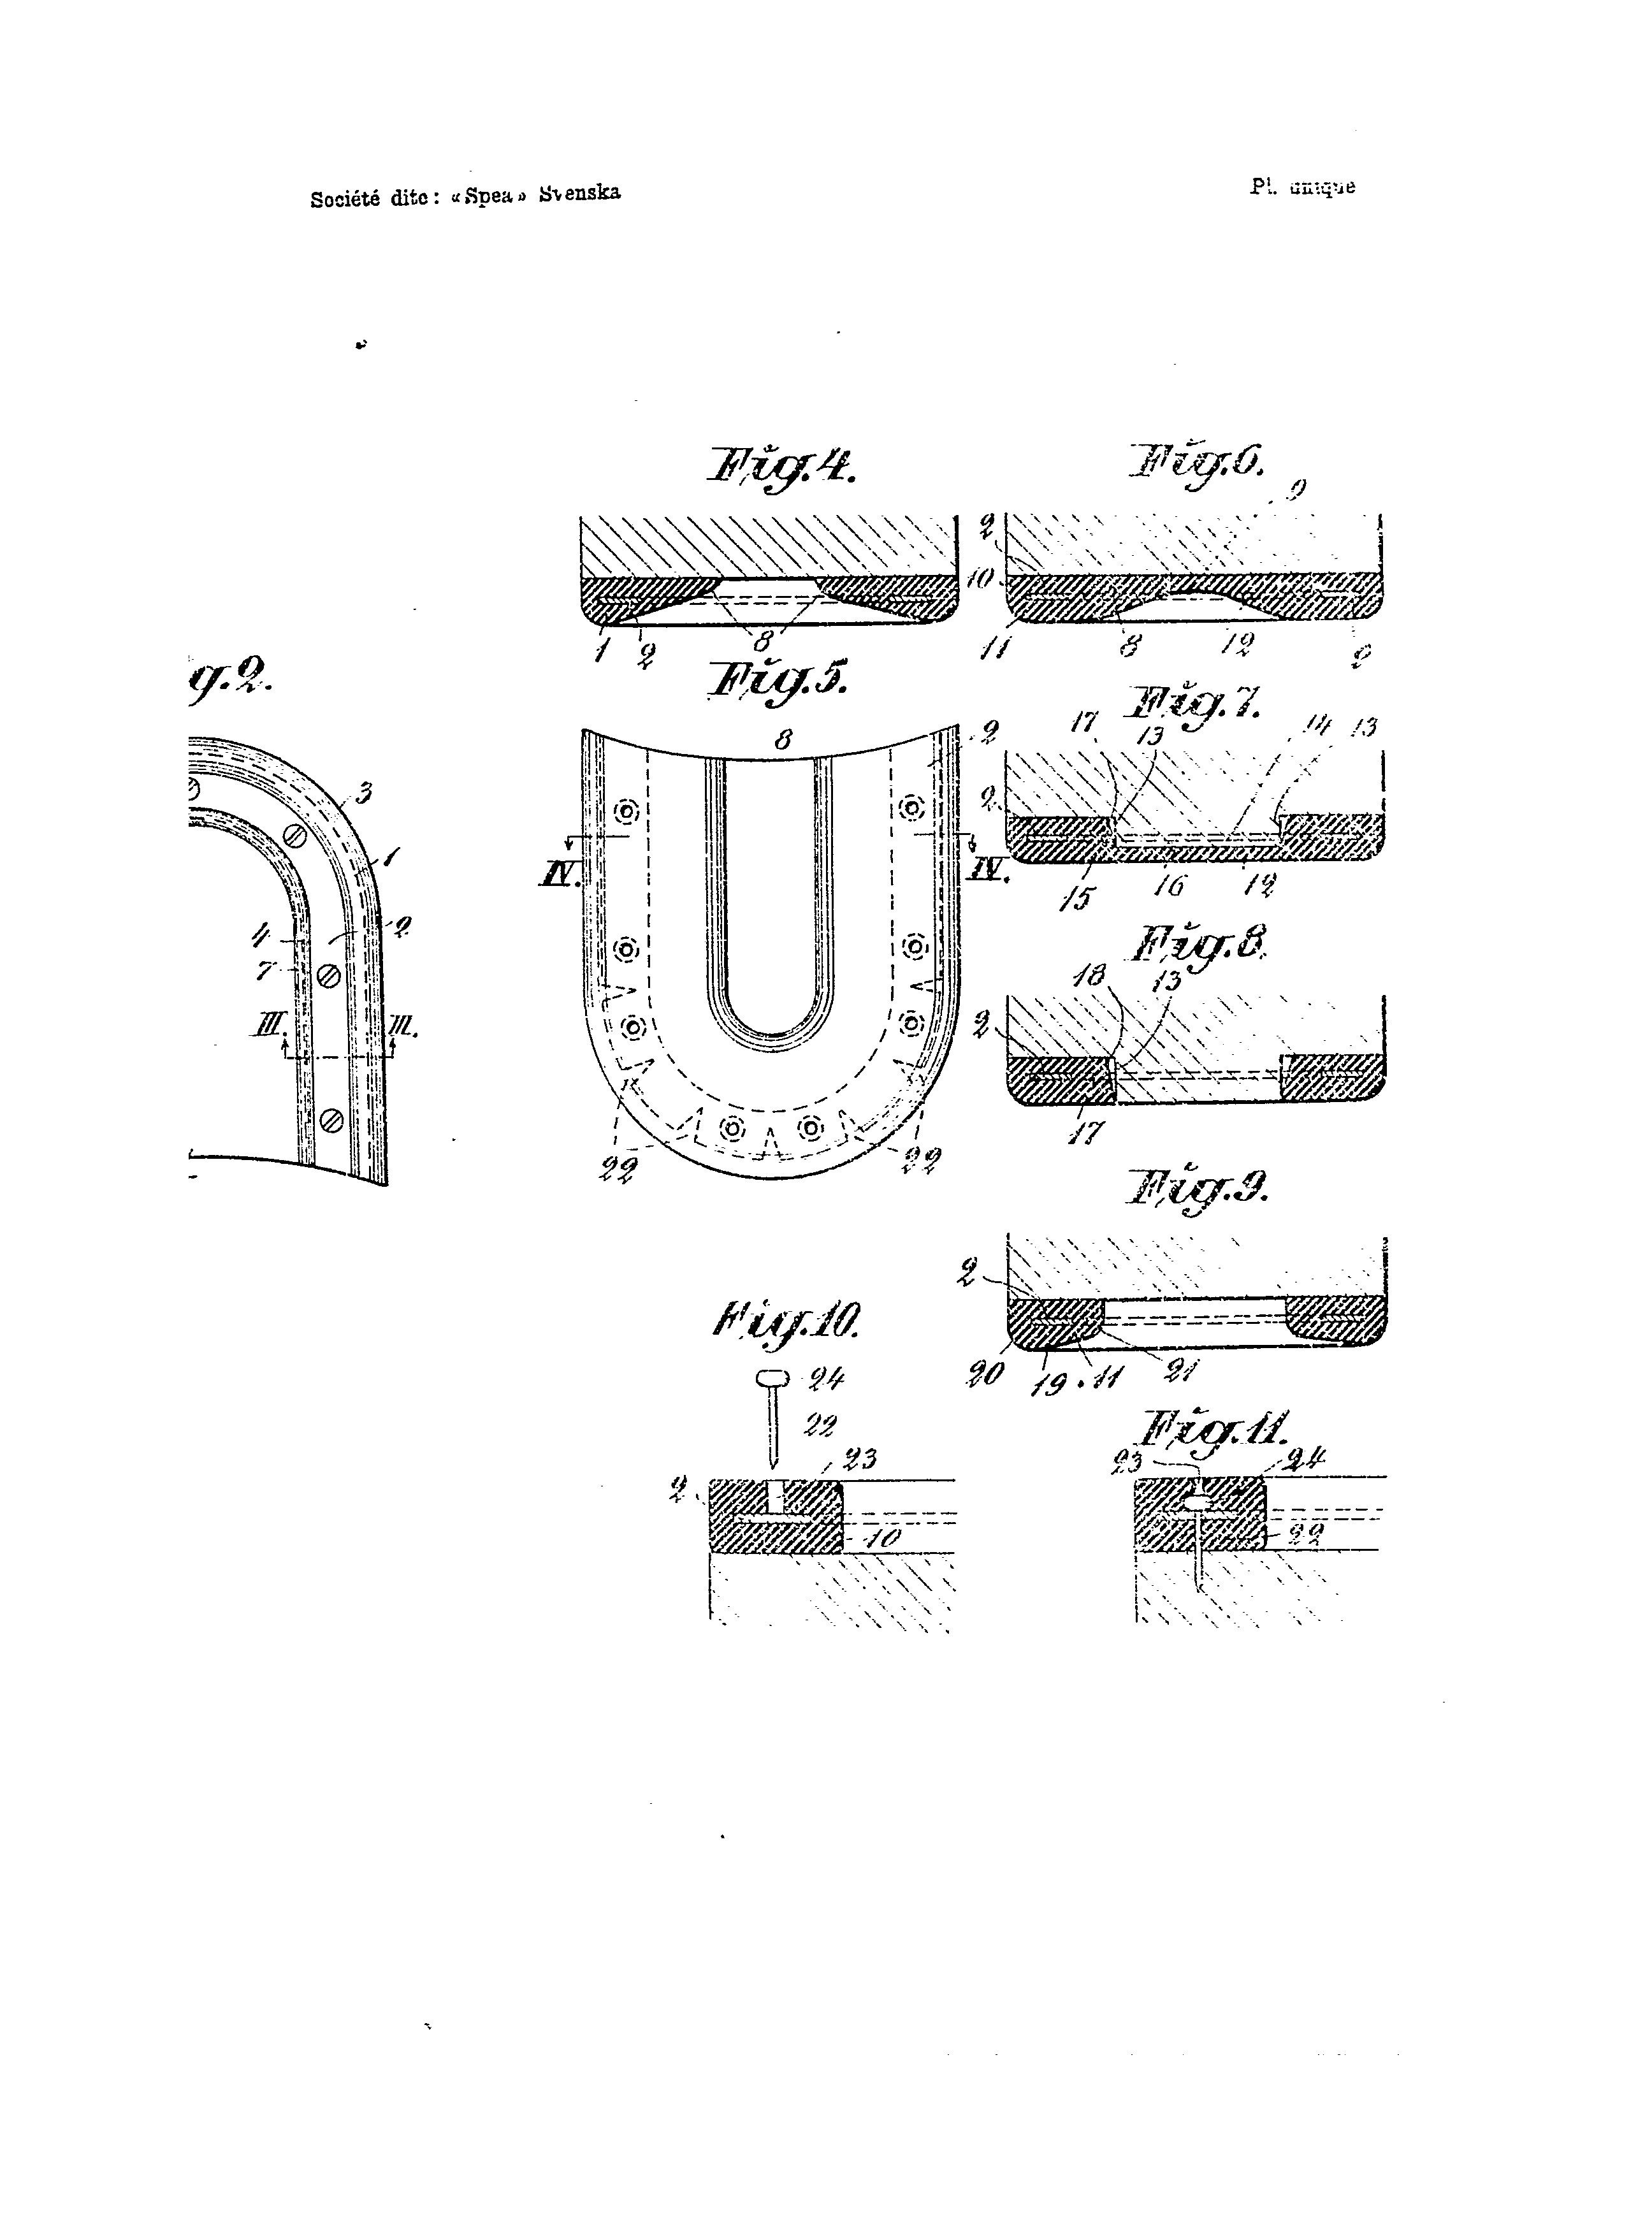 Société dite: «Spea» Svenska
Pl. unique
Fig.4.
1 2 8
Fig.6.
9
2
10
11 8 12 2
g.2.
3
1
4 2
7
III. III.
Fig.5.
8 2
IV. IV.
22 22
Fig.7.
17 13 14 13
2
15 16 12
Fig.8.
18 13
2
17
Fig.9.
2
20 19 11 21
Fig.10.
24
22
23
2
10
Fig.11.
23 24
22